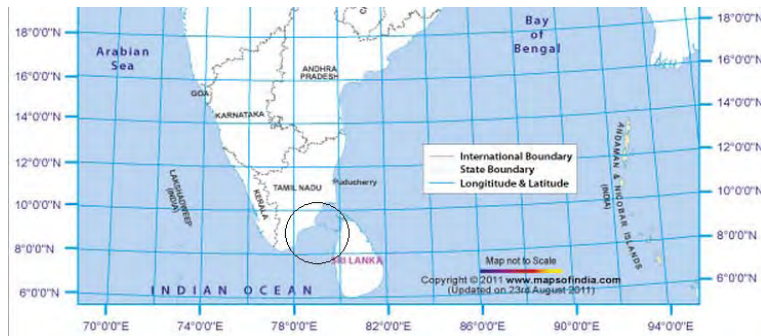 18°0'0"N
16°0'0"N
14°0'0"N
12°0'0"N
10°0'0"N
8°0'0"N
6°0'0"N
Arabian
Sea
Bay
of
Bengal
ANDHRA
PRADESH
GOA
KARNATAKA
LAKSHADWEEP
(INDIA)
KERALA
TAMIL NADU
Puducherry
SRI LANKA
INDIAN OCEAN
ANDAMAN & NICOBAR ISLANDS
(INDIA)
International Boundary
State Boundary
Longititude & Latitude
Map not to Scale
Copyright © 2011 www.mapsofindia.com
(Updated on 23rd August 2011)
18°0'0"N
16°0'0"N
14°0'0"N
12°0'0"N
10°0'0"N
8°0'0"N
6°0'0"N
70°0'0"E
74°0'0"E
78°0'0"E
82°0'0"E
86°0'0"E
90°0'0"E
94°0'0"E